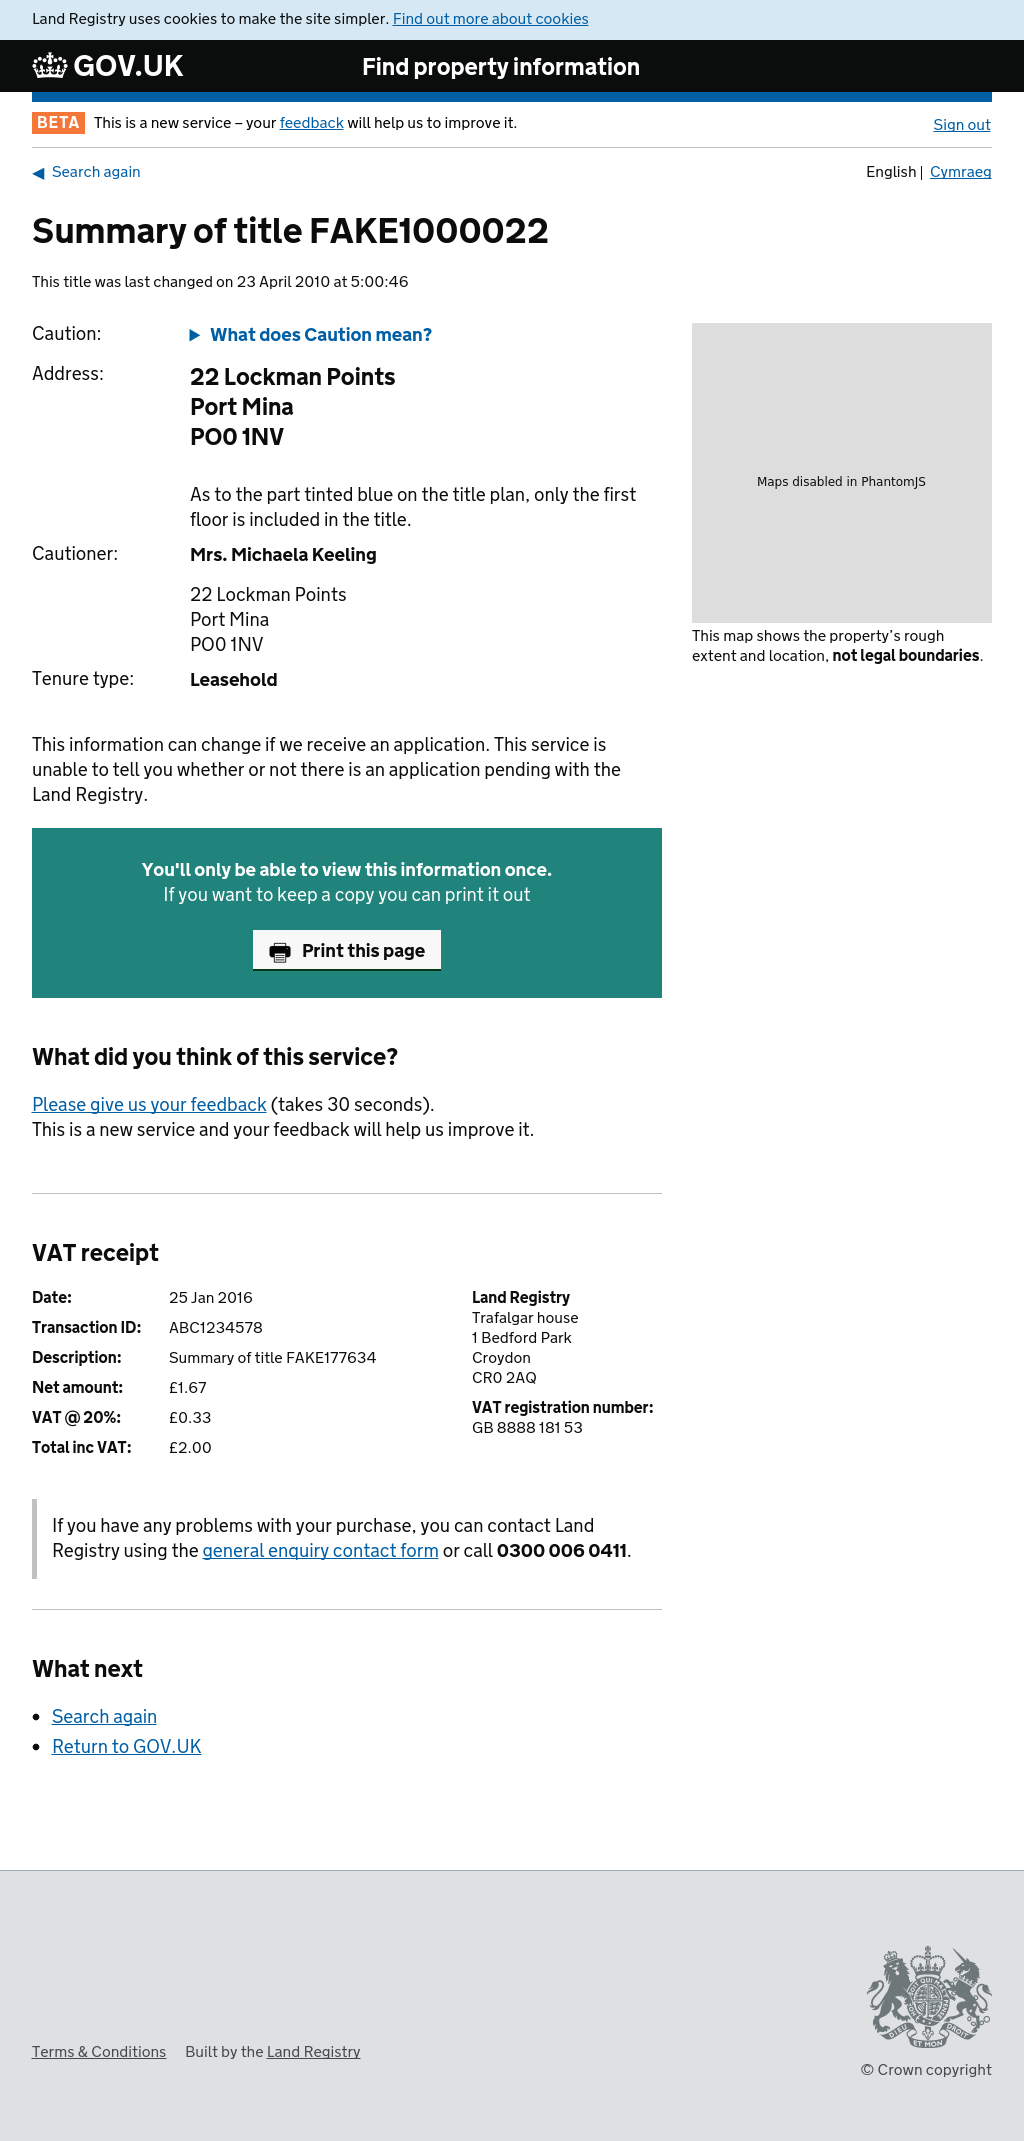 Land Registry uses cookies to make the site simpler. Find out more about cookies
GOV.UK
Find property information
BETA This is a new service – your feedback will help us to improve it.
Sign out
◀ Search again
English | Cymraeg
Summary of title FAKE1000022
This title was last changed on 23 April 2010 at 5:00:46
Caution: ▶ What does Caution mean?
Address: 22 Lockman Points
Port Mina
PO0 1NV
As to the part tinted blue on the title plan, only the first
floor is included in the title.
Cautioner: Mrs. Michaela Keeling
22 Lockman Points
Port Mina
PO0 1NV
Tenure type: Leasehold
Maps disabled in PhantomJS
This map shows the property’s rough
extent and location, not legal boundaries.
This information can change if we receive an application. This service is
unable to tell you whether or not there is an application pending with the
Land Registry.
You'll only be able to view this information once.
If you want to keep a copy you can print it out
Print this page
What did you think of this service?
Please give us your feedback (takes 30 seconds).
This is a new service and your feedback will help us improve it.
VAT receipt
Date: 25 Jan 2016
Transaction ID: ABC1234578
Description: Summary of title FAKE177634
Net amount: £1.67
VAT @ 20%: £0.33
Total inc VAT: £2.00
Land Registry
Trafalgar house
1 Bedford Park
Croydon
CR0 2AQ
VAT registration number:
GB 8888 181 53
If you have any problems with your purchase, you can contact Land
Registry using the general enquiry contact form or call 0300 006 0411.
What next
• Search again
• Return to GOV.UK
Terms & Conditions Built by the Land Registry
DIEU ET MON DROIT
© Crown copyright